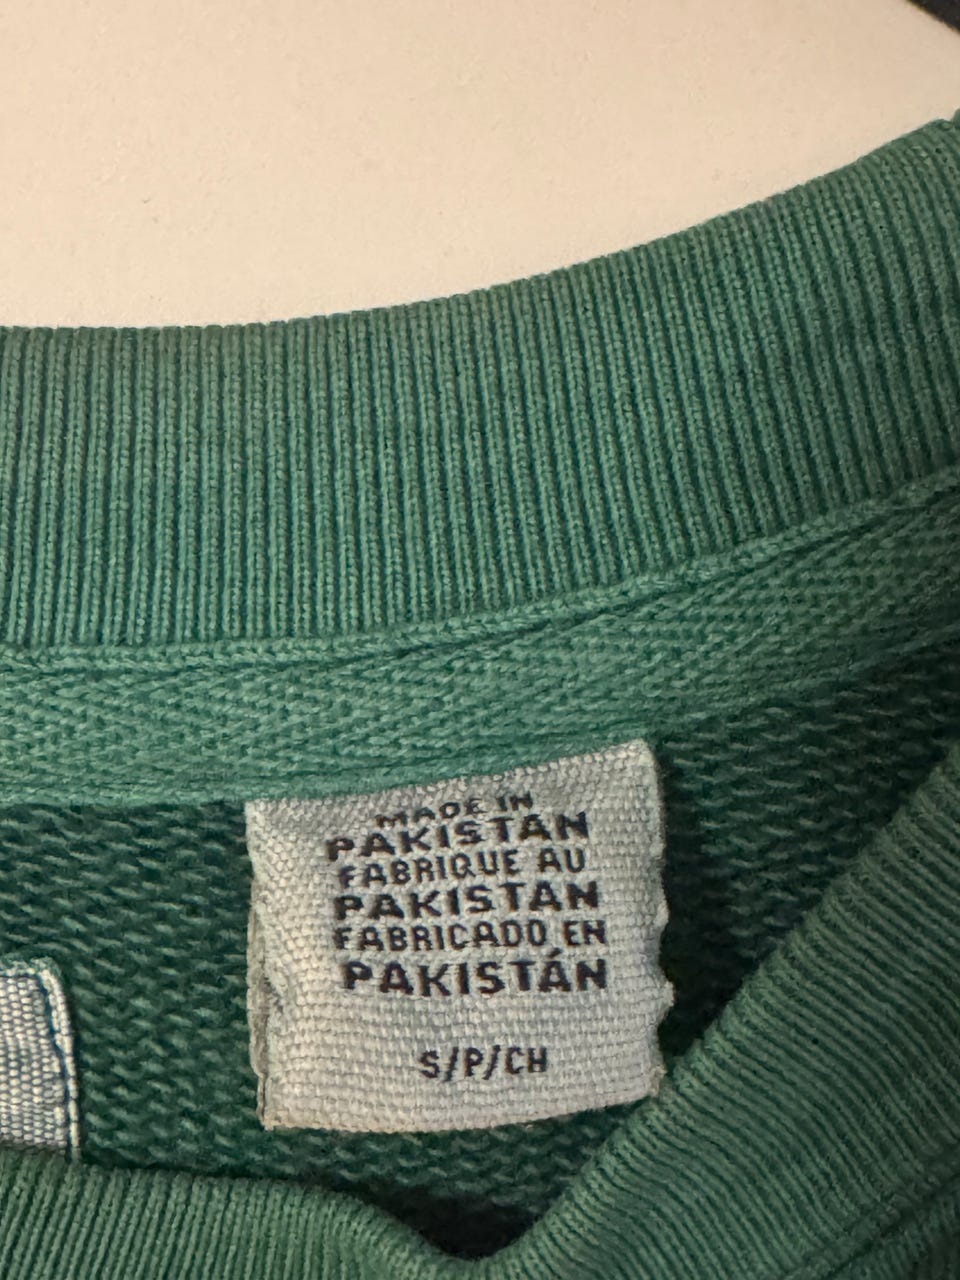 MADE IN
PAKISTAN
FABRIQUE AU
PAKISTAN
FABRICADO EN
PAKISTÁN
S/P/CH